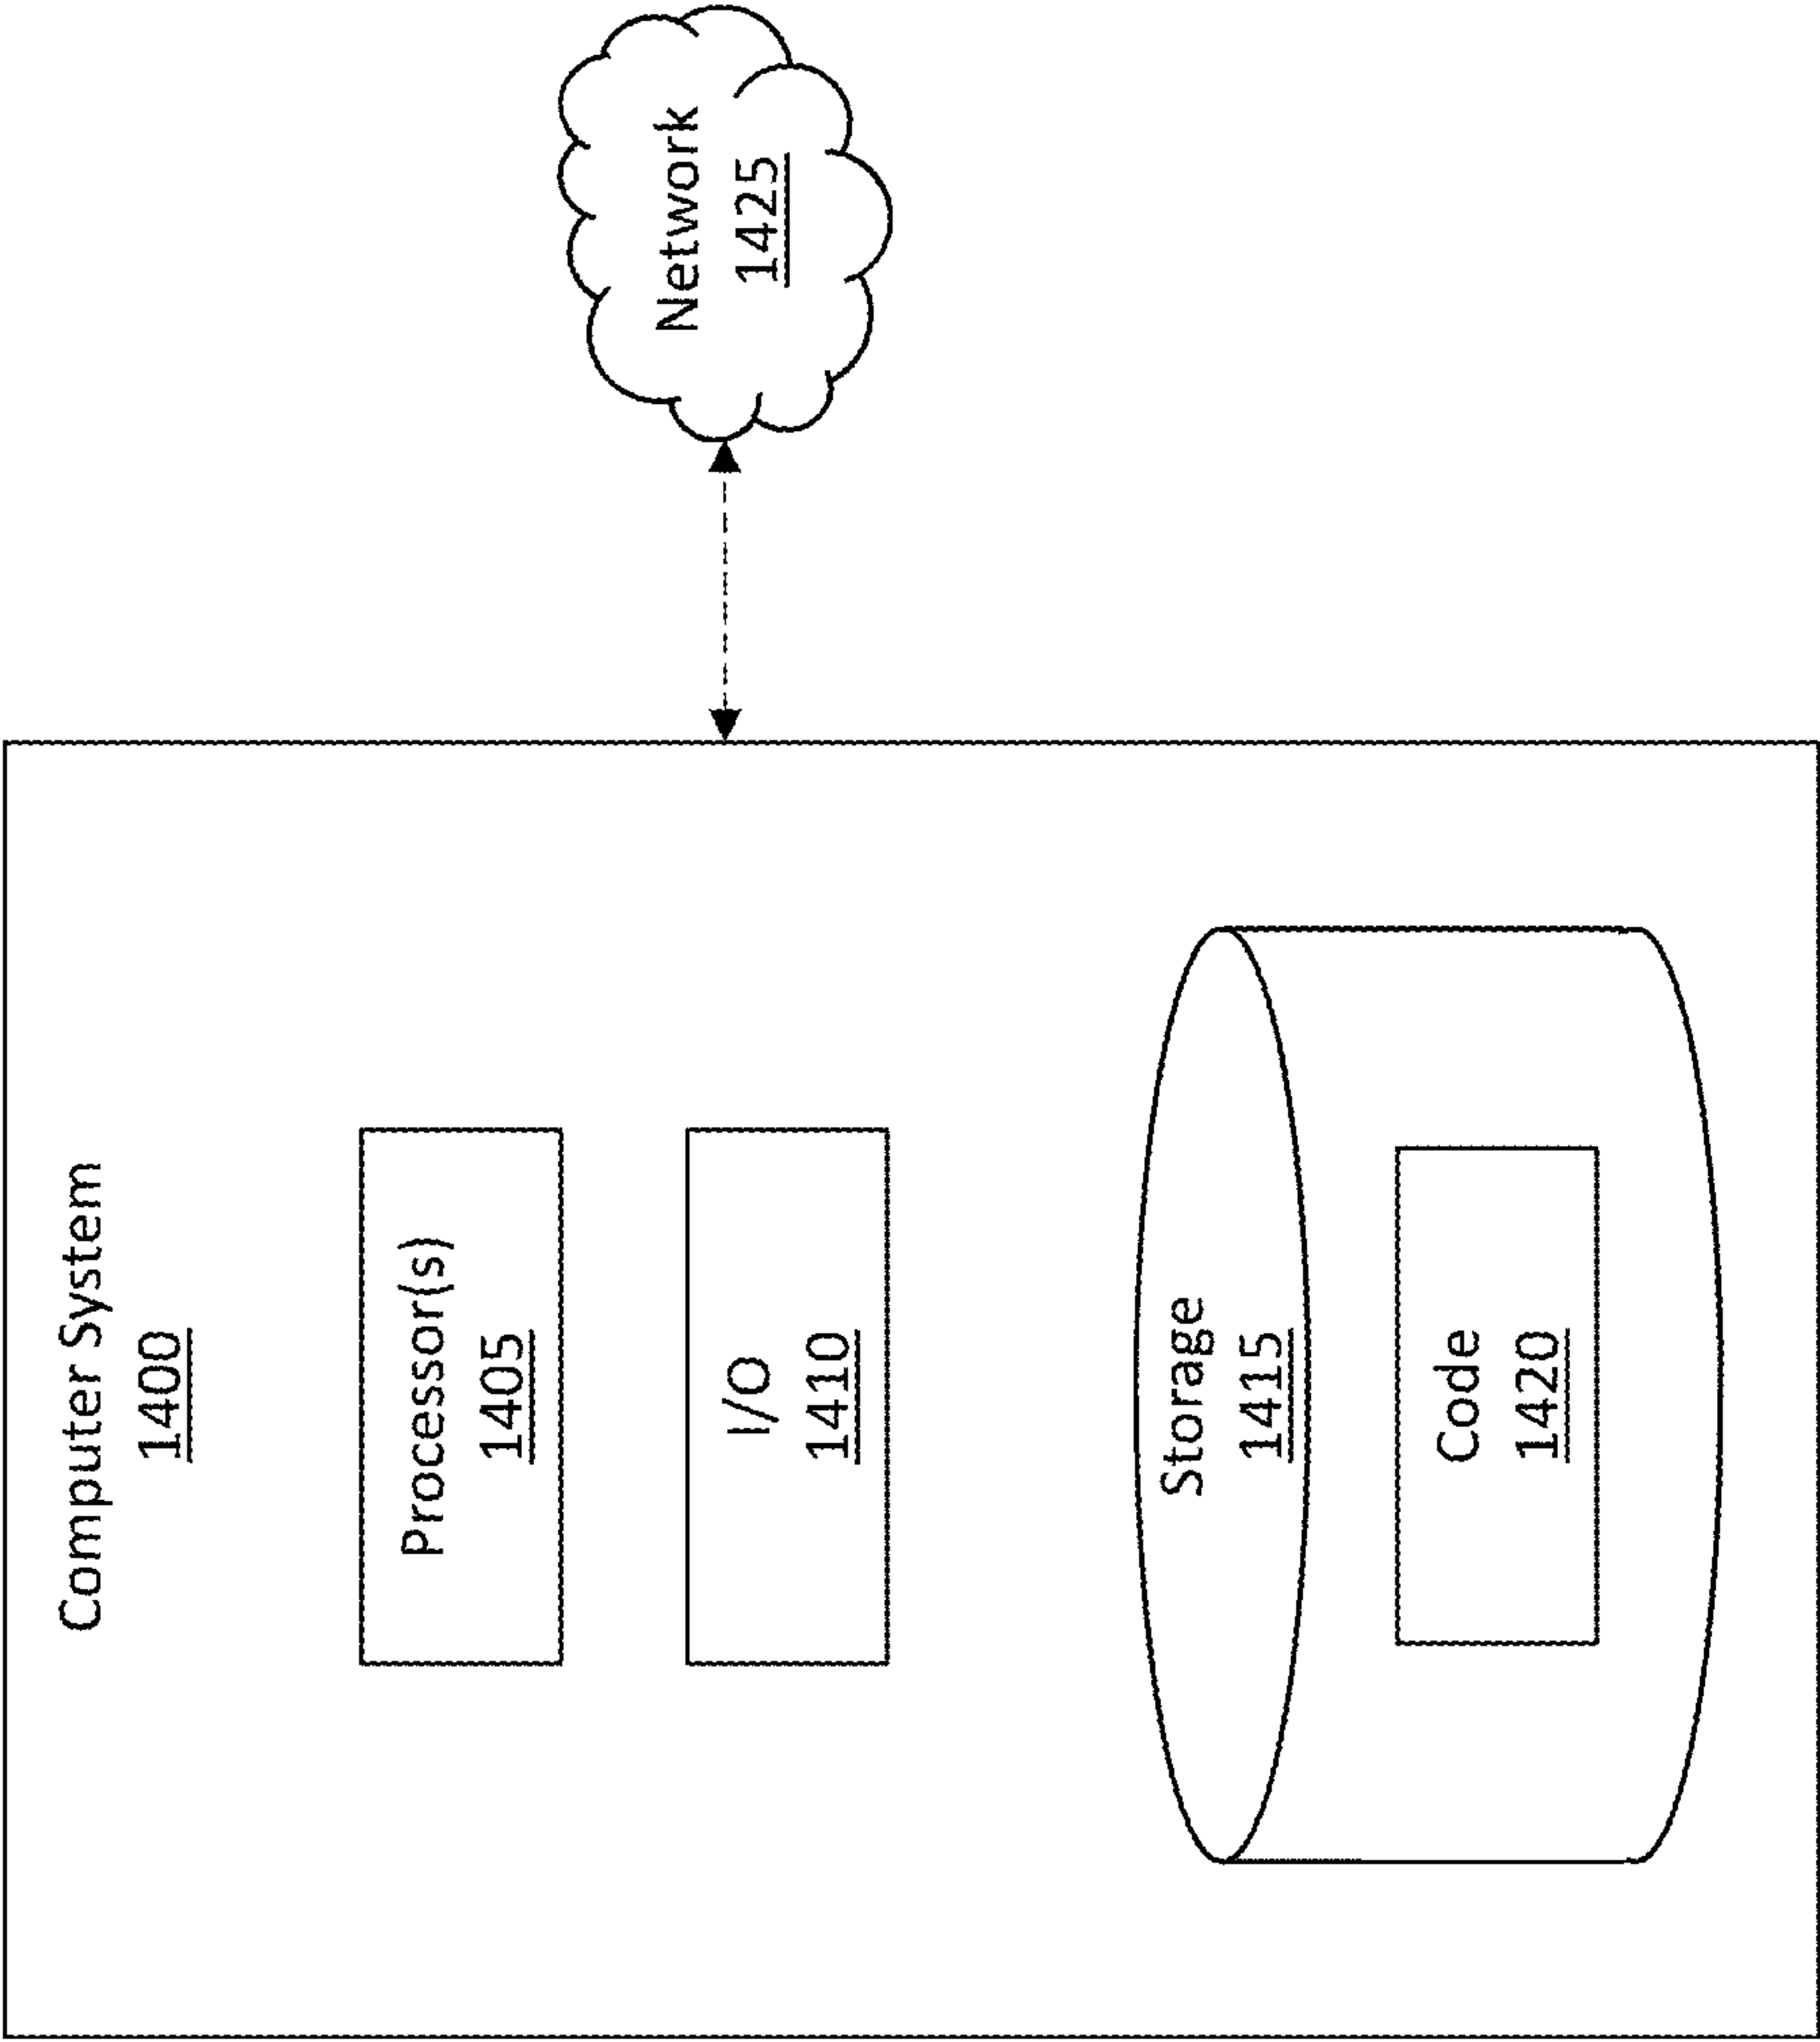 Computer System
1400
Processor(s)
1405
I/O
1410
Storage
1415
Code
1420
Network
1425